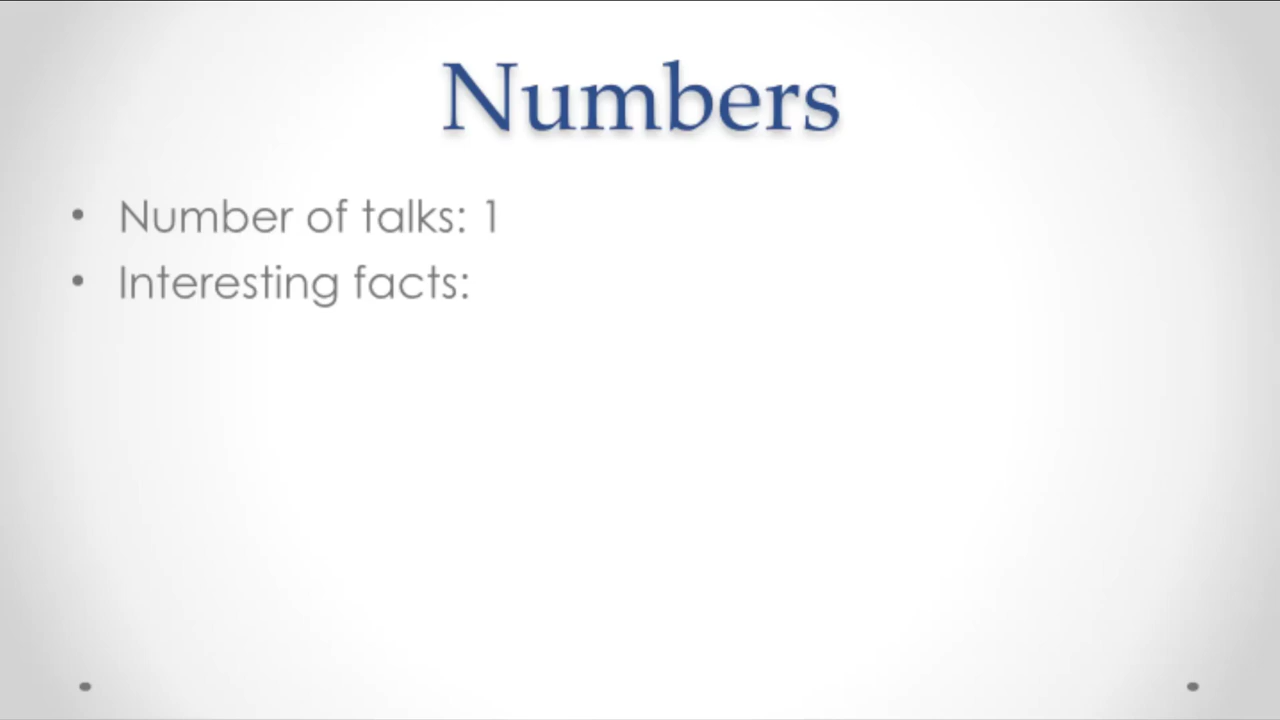 Numbers
• Number of talks: 1
• Interesting facts: